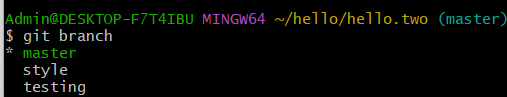 Admin@DESKTOP-F7T4IBU MINGW64 ~/hello/hello.two (master)
$ git branch
* master
  style
  testing